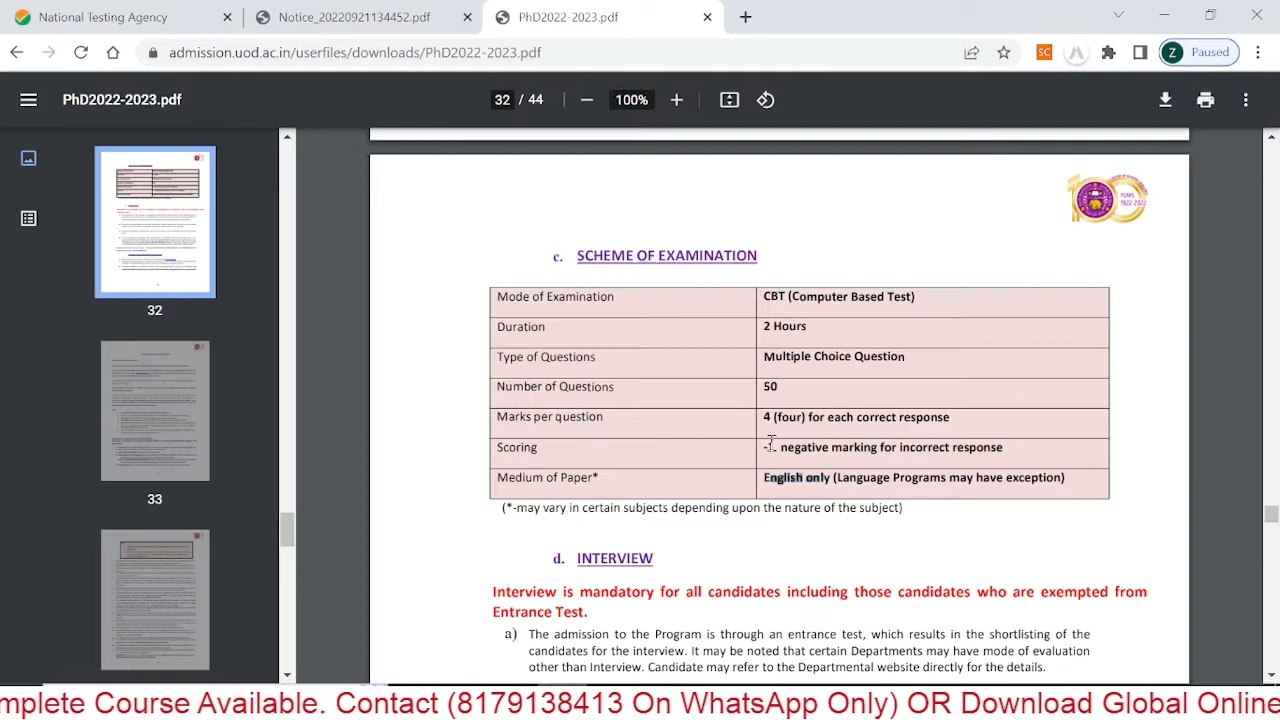 National Testing Agency
Notice_20220921134452.pdf
PhD2022-2023.pdf
admission.uod.ac.in/userfiles/downloads/PhD2022-2023.pdf
SC
Z Paused
PhD2022-2023.pdf
32 / 44
100%
32
33
YEARS
1922-2022
c. SCHEME OF EXAMINATION
Mode of Examination CBT (Computer Based Test)
Duration 2 Hours
Type of Questions Multiple Choice Question
Number of Questions 50
Marks per question 4 (four) for each correct response
Scoring negative marking for incorrect response
Medium of Paper* English only (Language Programs may have exception)
(*-may vary in certain subjects depending upon the nature of the subject)
d. INTERVIEW
Interview is mandatory for all candidates including those candidates who are exempted from
Entrance test.
a) The admission to the Program is through an entrance test, which results in the shortlisting of the
candidate for the interview. It may be noted that certain Departments may have mode of evaluation
other than Interview. Candidate may refer to the Departmental website directly for the details.
mplete Course Available. Contact (8179138413 On WhatsApp Only) OR Download Global Online